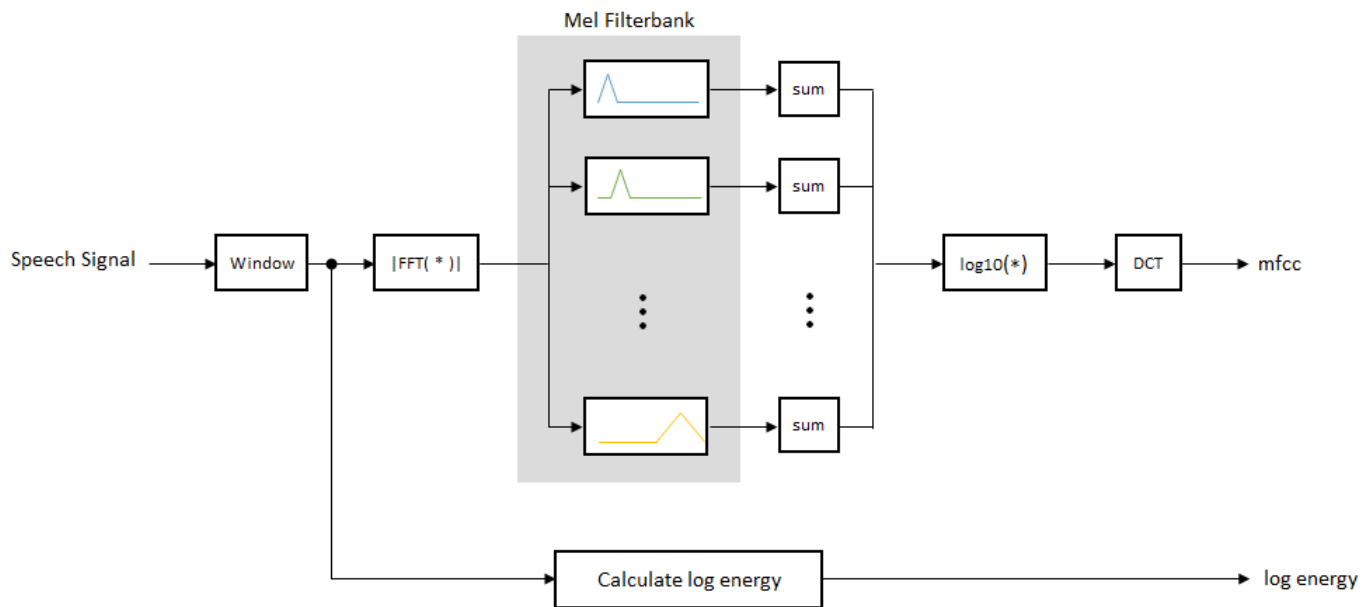 Mel Filterbank
sum
sum
Speech Signal
Window
|FFT( * )|
log10(*)
DCT
mfcc
sum
Calculate log energy
log energy